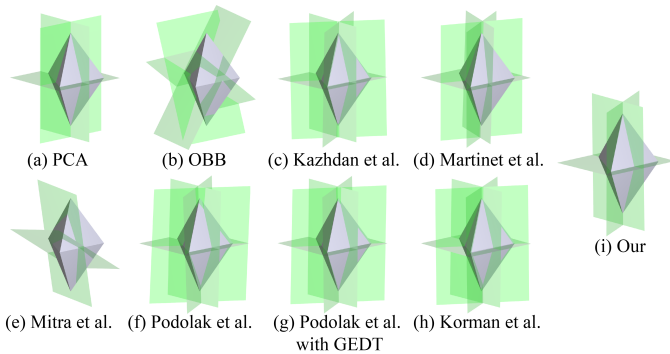 (a) PCA
(b) OBB
(c) Kazhdan et al.
(d) Martinet et al.
(e) Mitra et al.
(f) Podolak et al.
(g) Podolak et al.
with GEDT
(h) Korman et al.
(i) Our